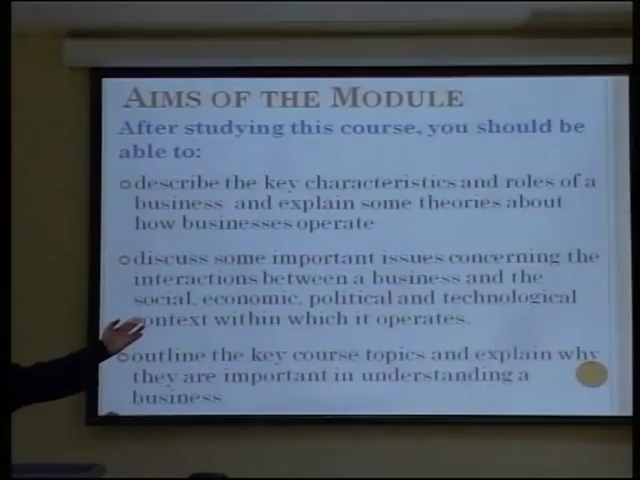 AIMS OF THE MODULE
After studying this course, you should be
able to:
describe the key characteristics and roles of a
business and explain some theories about
how businesses operate
discuss some important issues concerning the
interactions between a business and the
social, economic, political and technological
context within which it operates.
outline the key course topics and explain why
they are important in understanding a
business